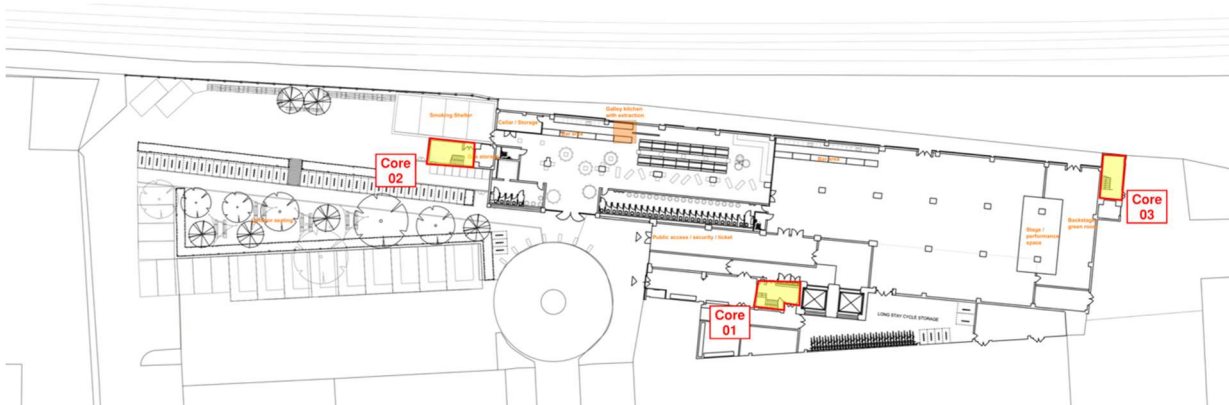 Smoking Shelter
Cellar / Storage
Galley kitchen
with extraction
Core
02
Core
03
Backstage
green room
Stage /
performance
space
Public access / security / ticket
Core
01
LONG STAY CYCLE STORAGE